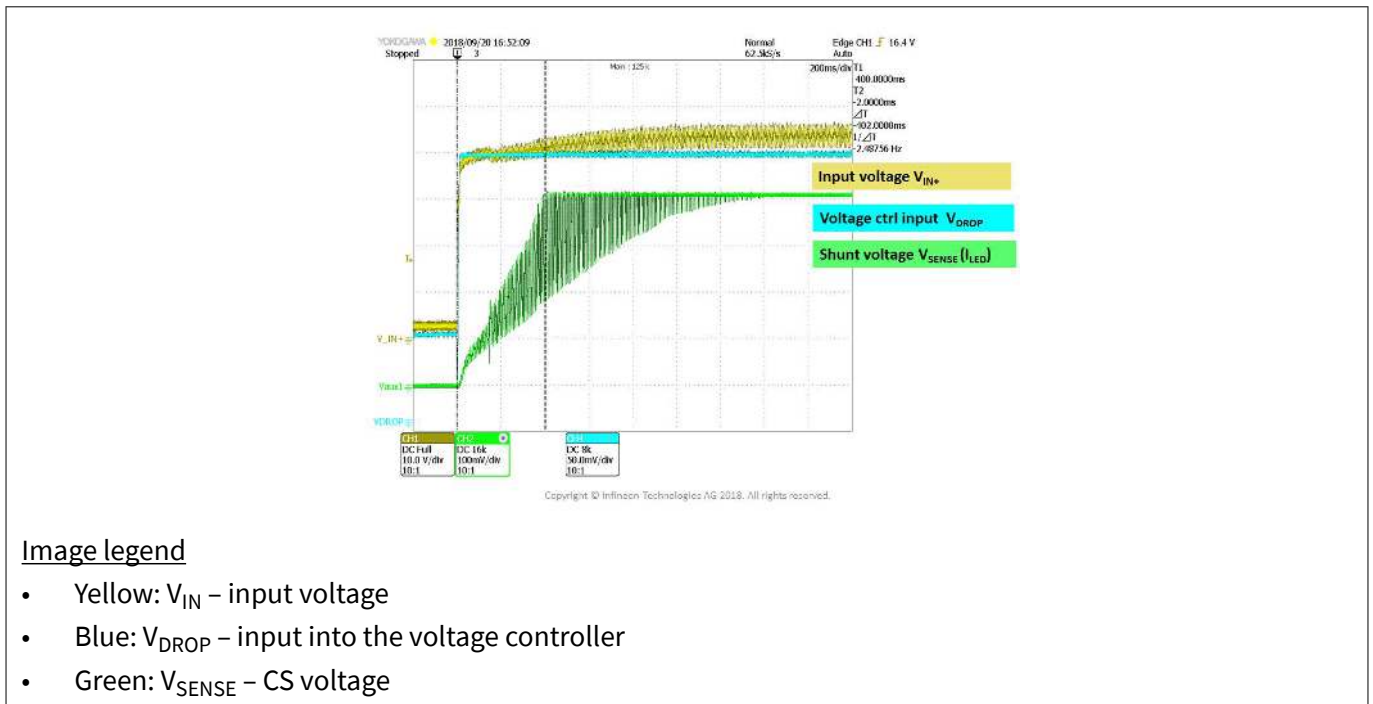 YOKOGAWA 2018/09/20 16:52:09 Normal Edge CH1 16.4 V
Stopped 3 62.5kS/s Auto
Main : 125 k 200ms/div T1
400.0000ms
T2
-2.0000ms
⊿T
-402.0000ms
1/⊿T
-2.48756 Hz
Input voltage VIN+
Voltage ctrl input VDROP
Shunt voltage VSENSE(ILED)
V_IN+
VDROP
CH1 CH2 CH4
DC Full DC 16k DC 8k
10.0 V/div 100mV/div 50.0mV/div
10:1 10:1 10:1
Copyright © Infineon Technologies AG 2018. All rights reserved.
Image legend
• Yellow: VIN – input voltage
• Blue: VDROP – input into the voltage controller
• Green: VSENSE – CS voltage